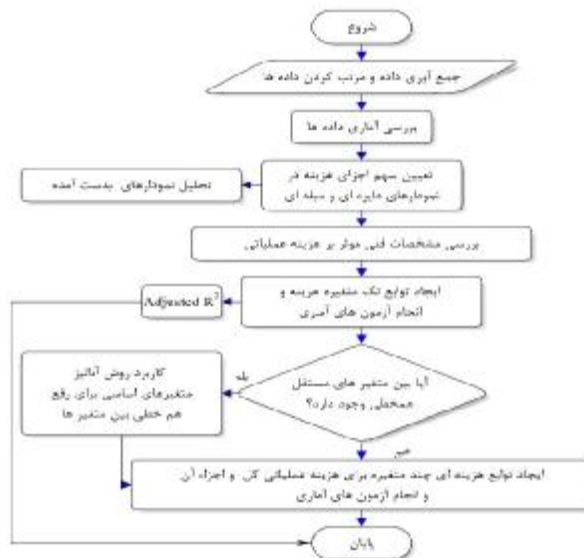 شروع
جمع آوری داده و مرتب کردن داده ها
بررسی آماری داده ها
تعیین سهم اجزای هزینه در
نمودارهای دایره ای و میله ای
تحلیل نمودارهای بدست آمده
بررسی مشخصات فنی موثر بر هزینه عملیاتی
ایجاد توابع تک متغیره هزینه و
انجام آزمون های آماری
Adjusted R²
آیا بین متغیر های مستقل
همخطی وجود دارد؟
بله
کاربرد روش آنالیز
متغیرهای اساسی برای رفع
هم خطی بین متغیر ها
خیر
ایجاد توابع هزینه ای چند متغیره برای هزینه عملیاتی کل و اجزاء آن
و انجام آزمون های آماری
پایان